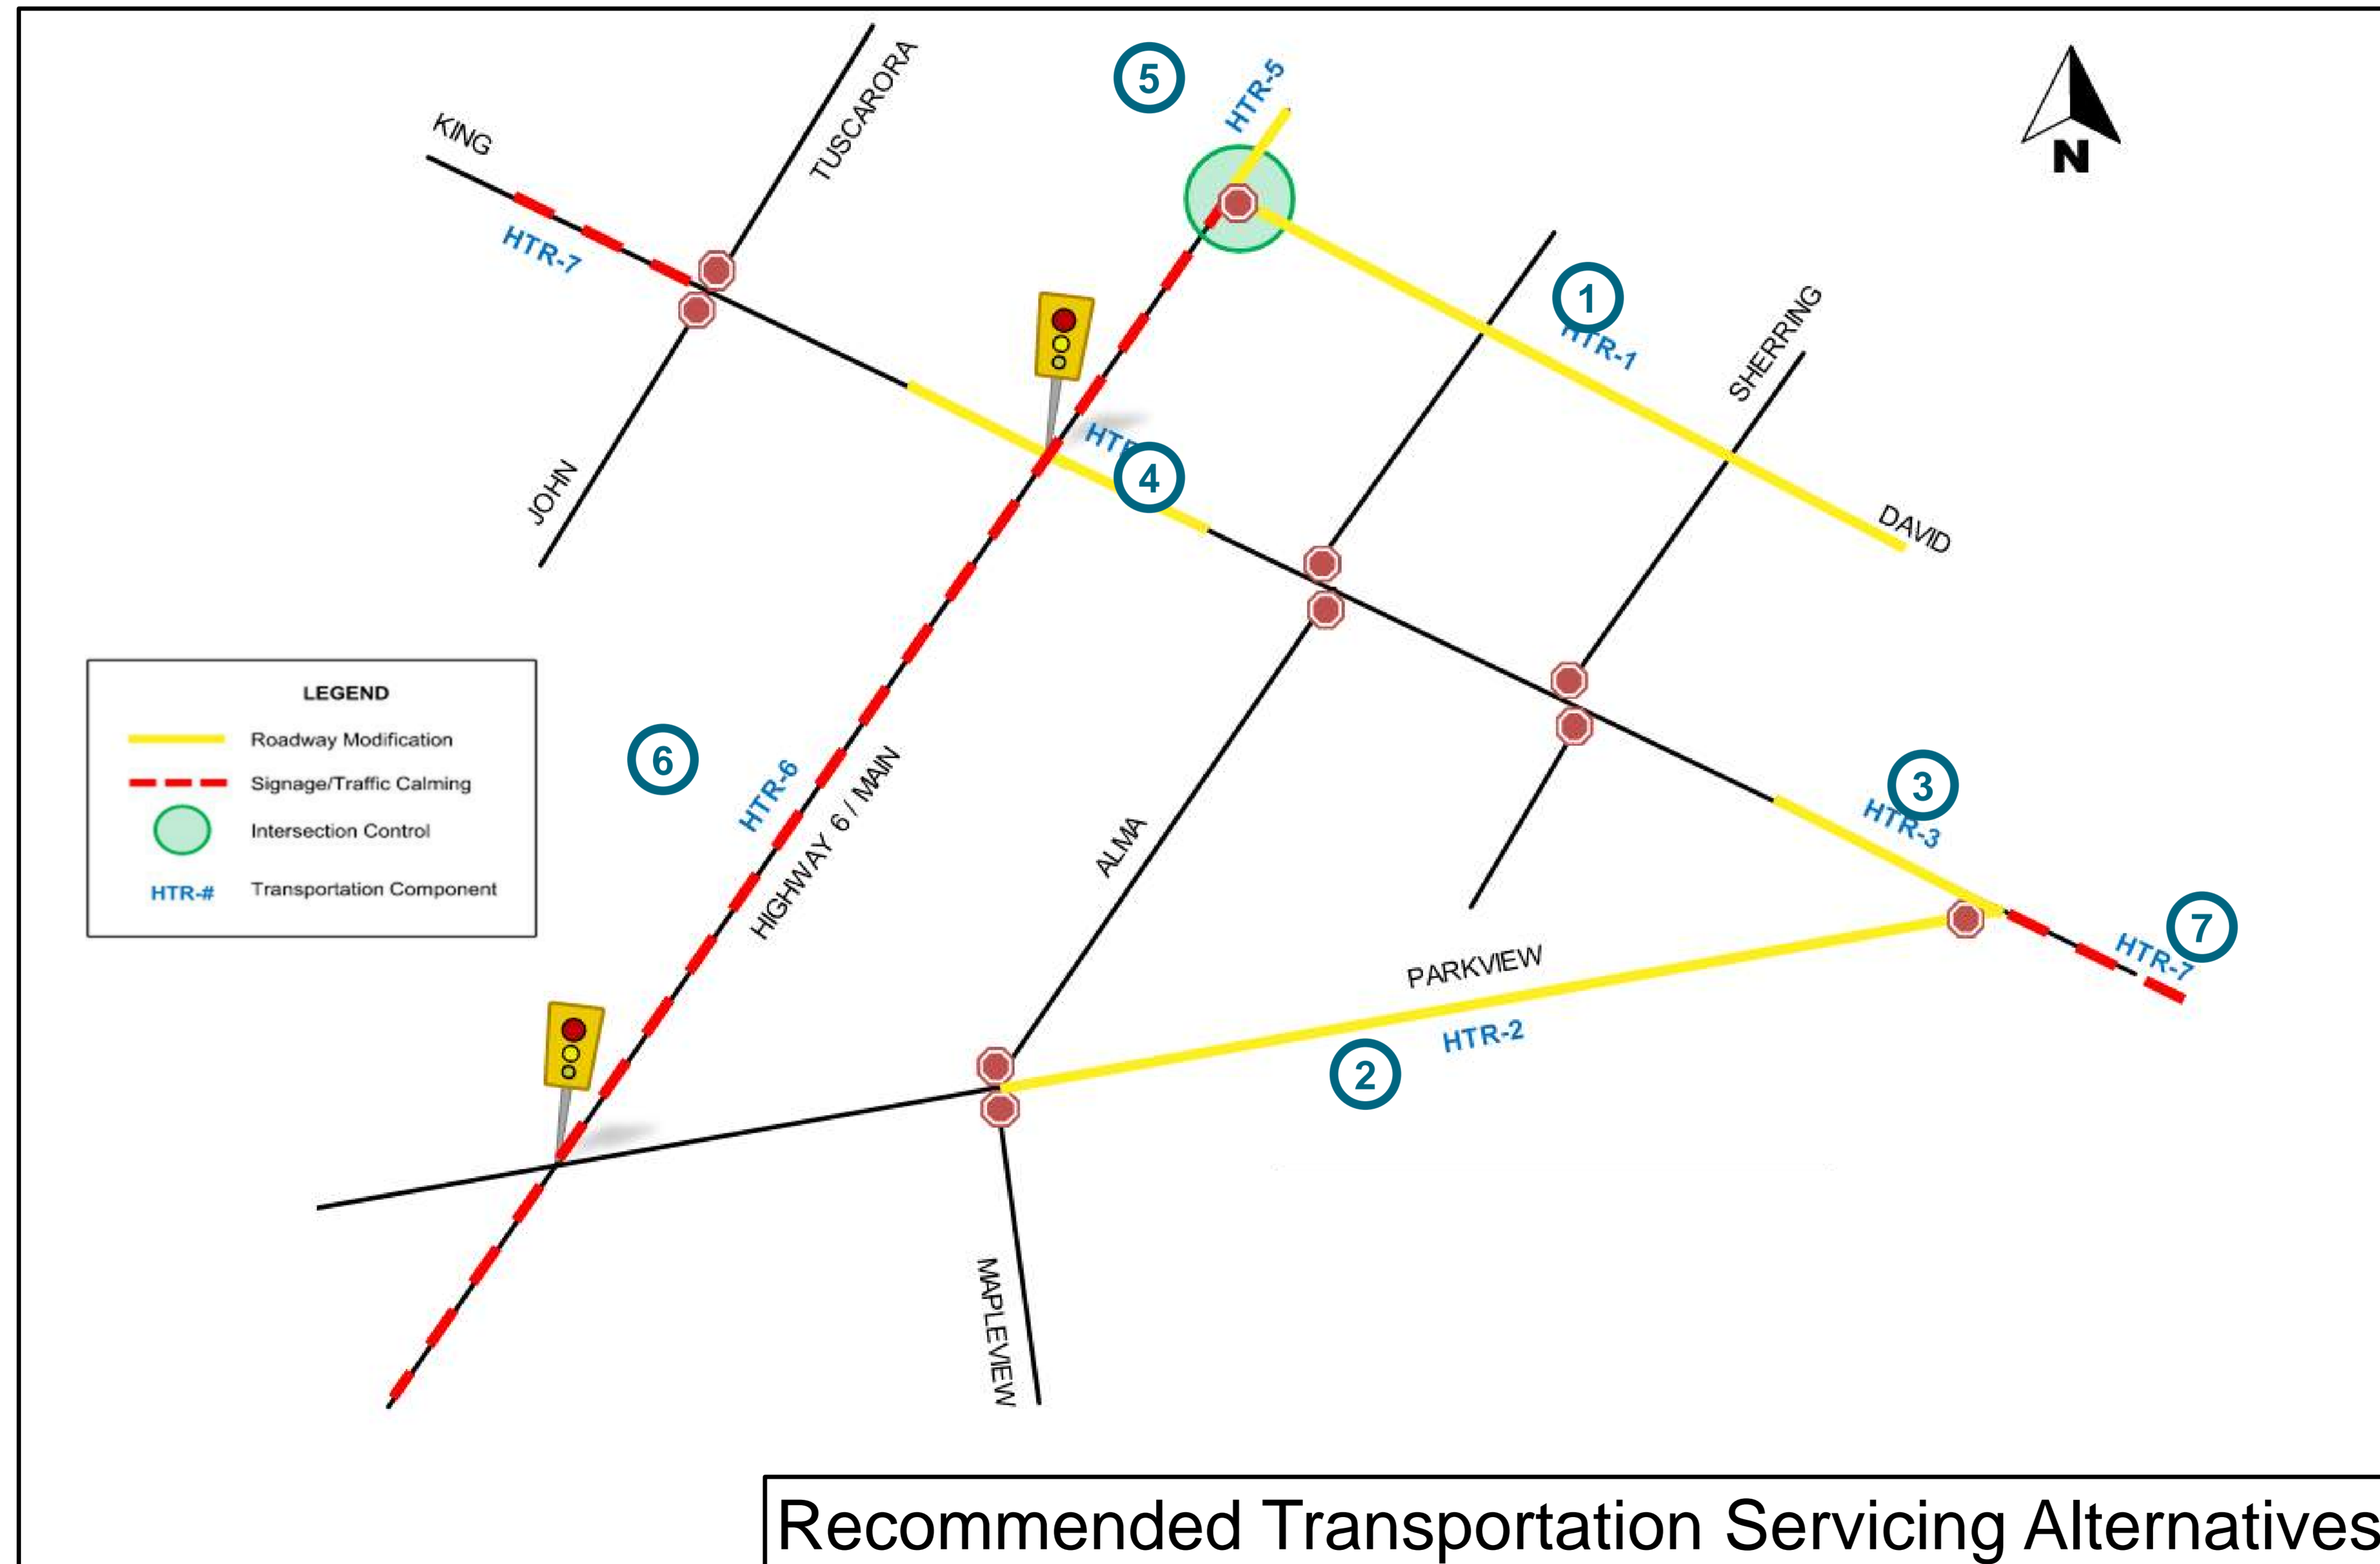 5
HTR-5
TUSCARORA
KING
N
HTR-7
1
HTR-1
SHERRING
HTR
4
JOHN
DAVID
LEGEND
Roadway Modification
Signage/Traffic Calming
Intersection Control
HTR-# Transportation Component
6
HTR-6
HIGHWAY 6 / MAIN
ALMA
3
HTR-3
7
HTR-7
PARKVIEW
HTR-2
2
MAPLEVIEW
Recommended Transportation Servicing Alternatives